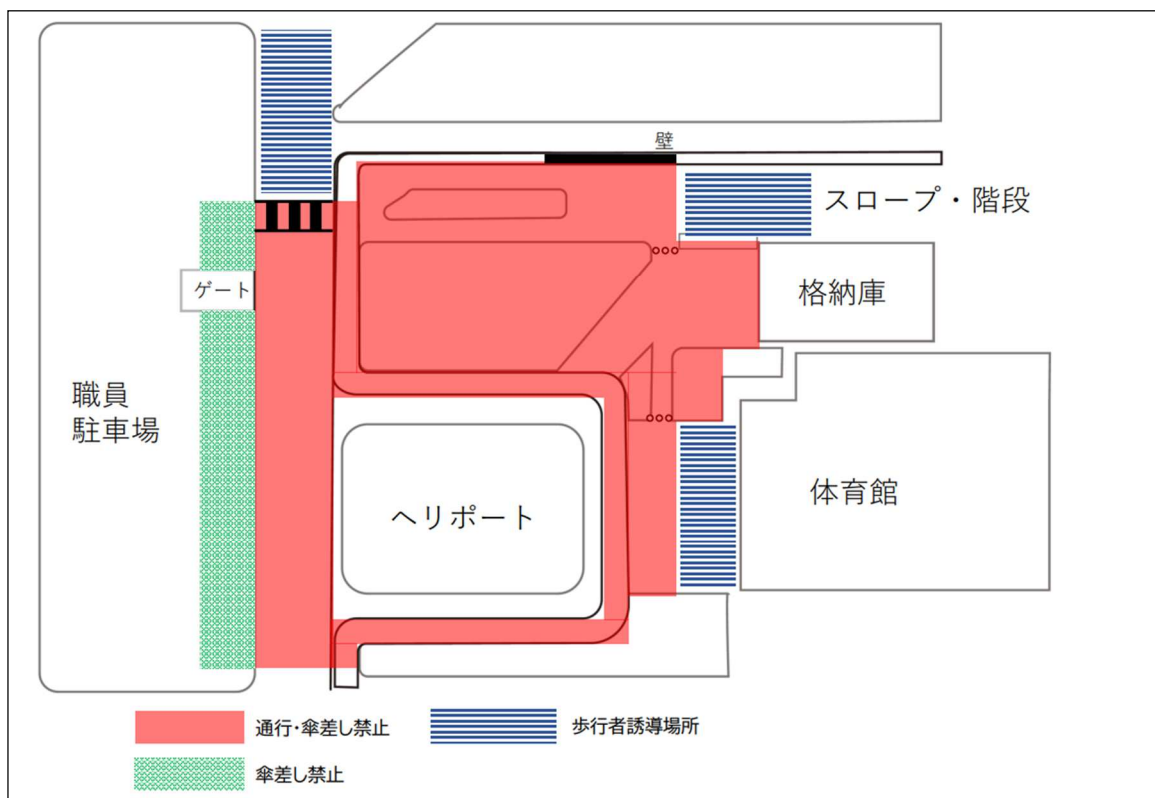 壁
スロープ・階段
ゲート
格納庫
職員
駐車場
体育館
ヘリポート
通行・傘差し禁止
歩行者誘導場所
傘差し禁止